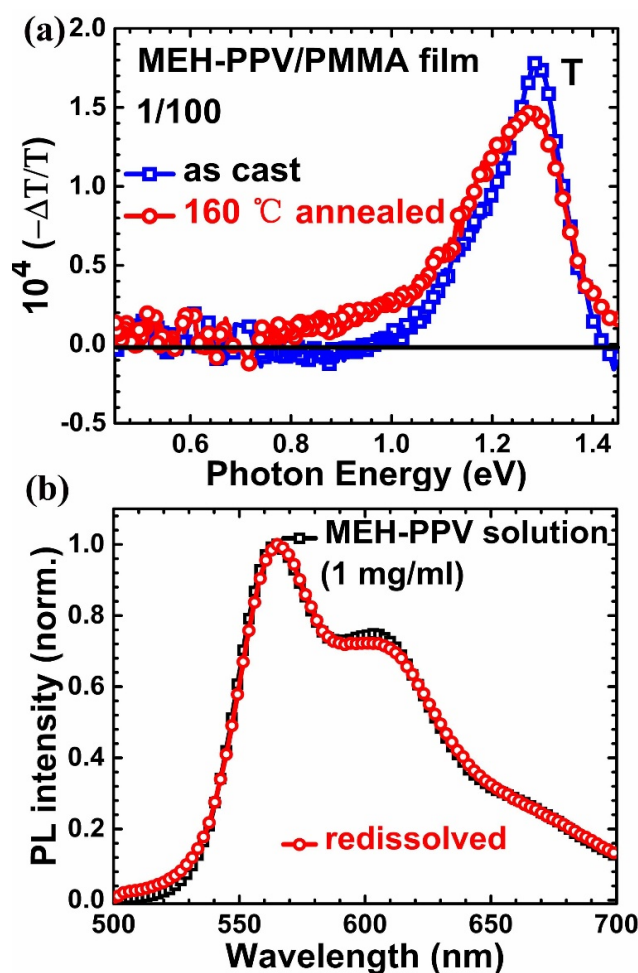 (a)
2.0
1.5
1.0
0.5
0.0
-0.5
10⁴ (−ΔT/T)
MEH-PPV/PMMA film
1/100
as cast
160 ℃ annealed
T
0.6 0.8 1.0 1.2 1.4
Photon Energy (eV)
(b)
1.0
0.8
0.6
0.4
0.2
0.0
PL intensity (norm.)
MEH-PPV solution
(1 mg/ml)
redissolved
500 550 600 650 700
Wavelength (nm)